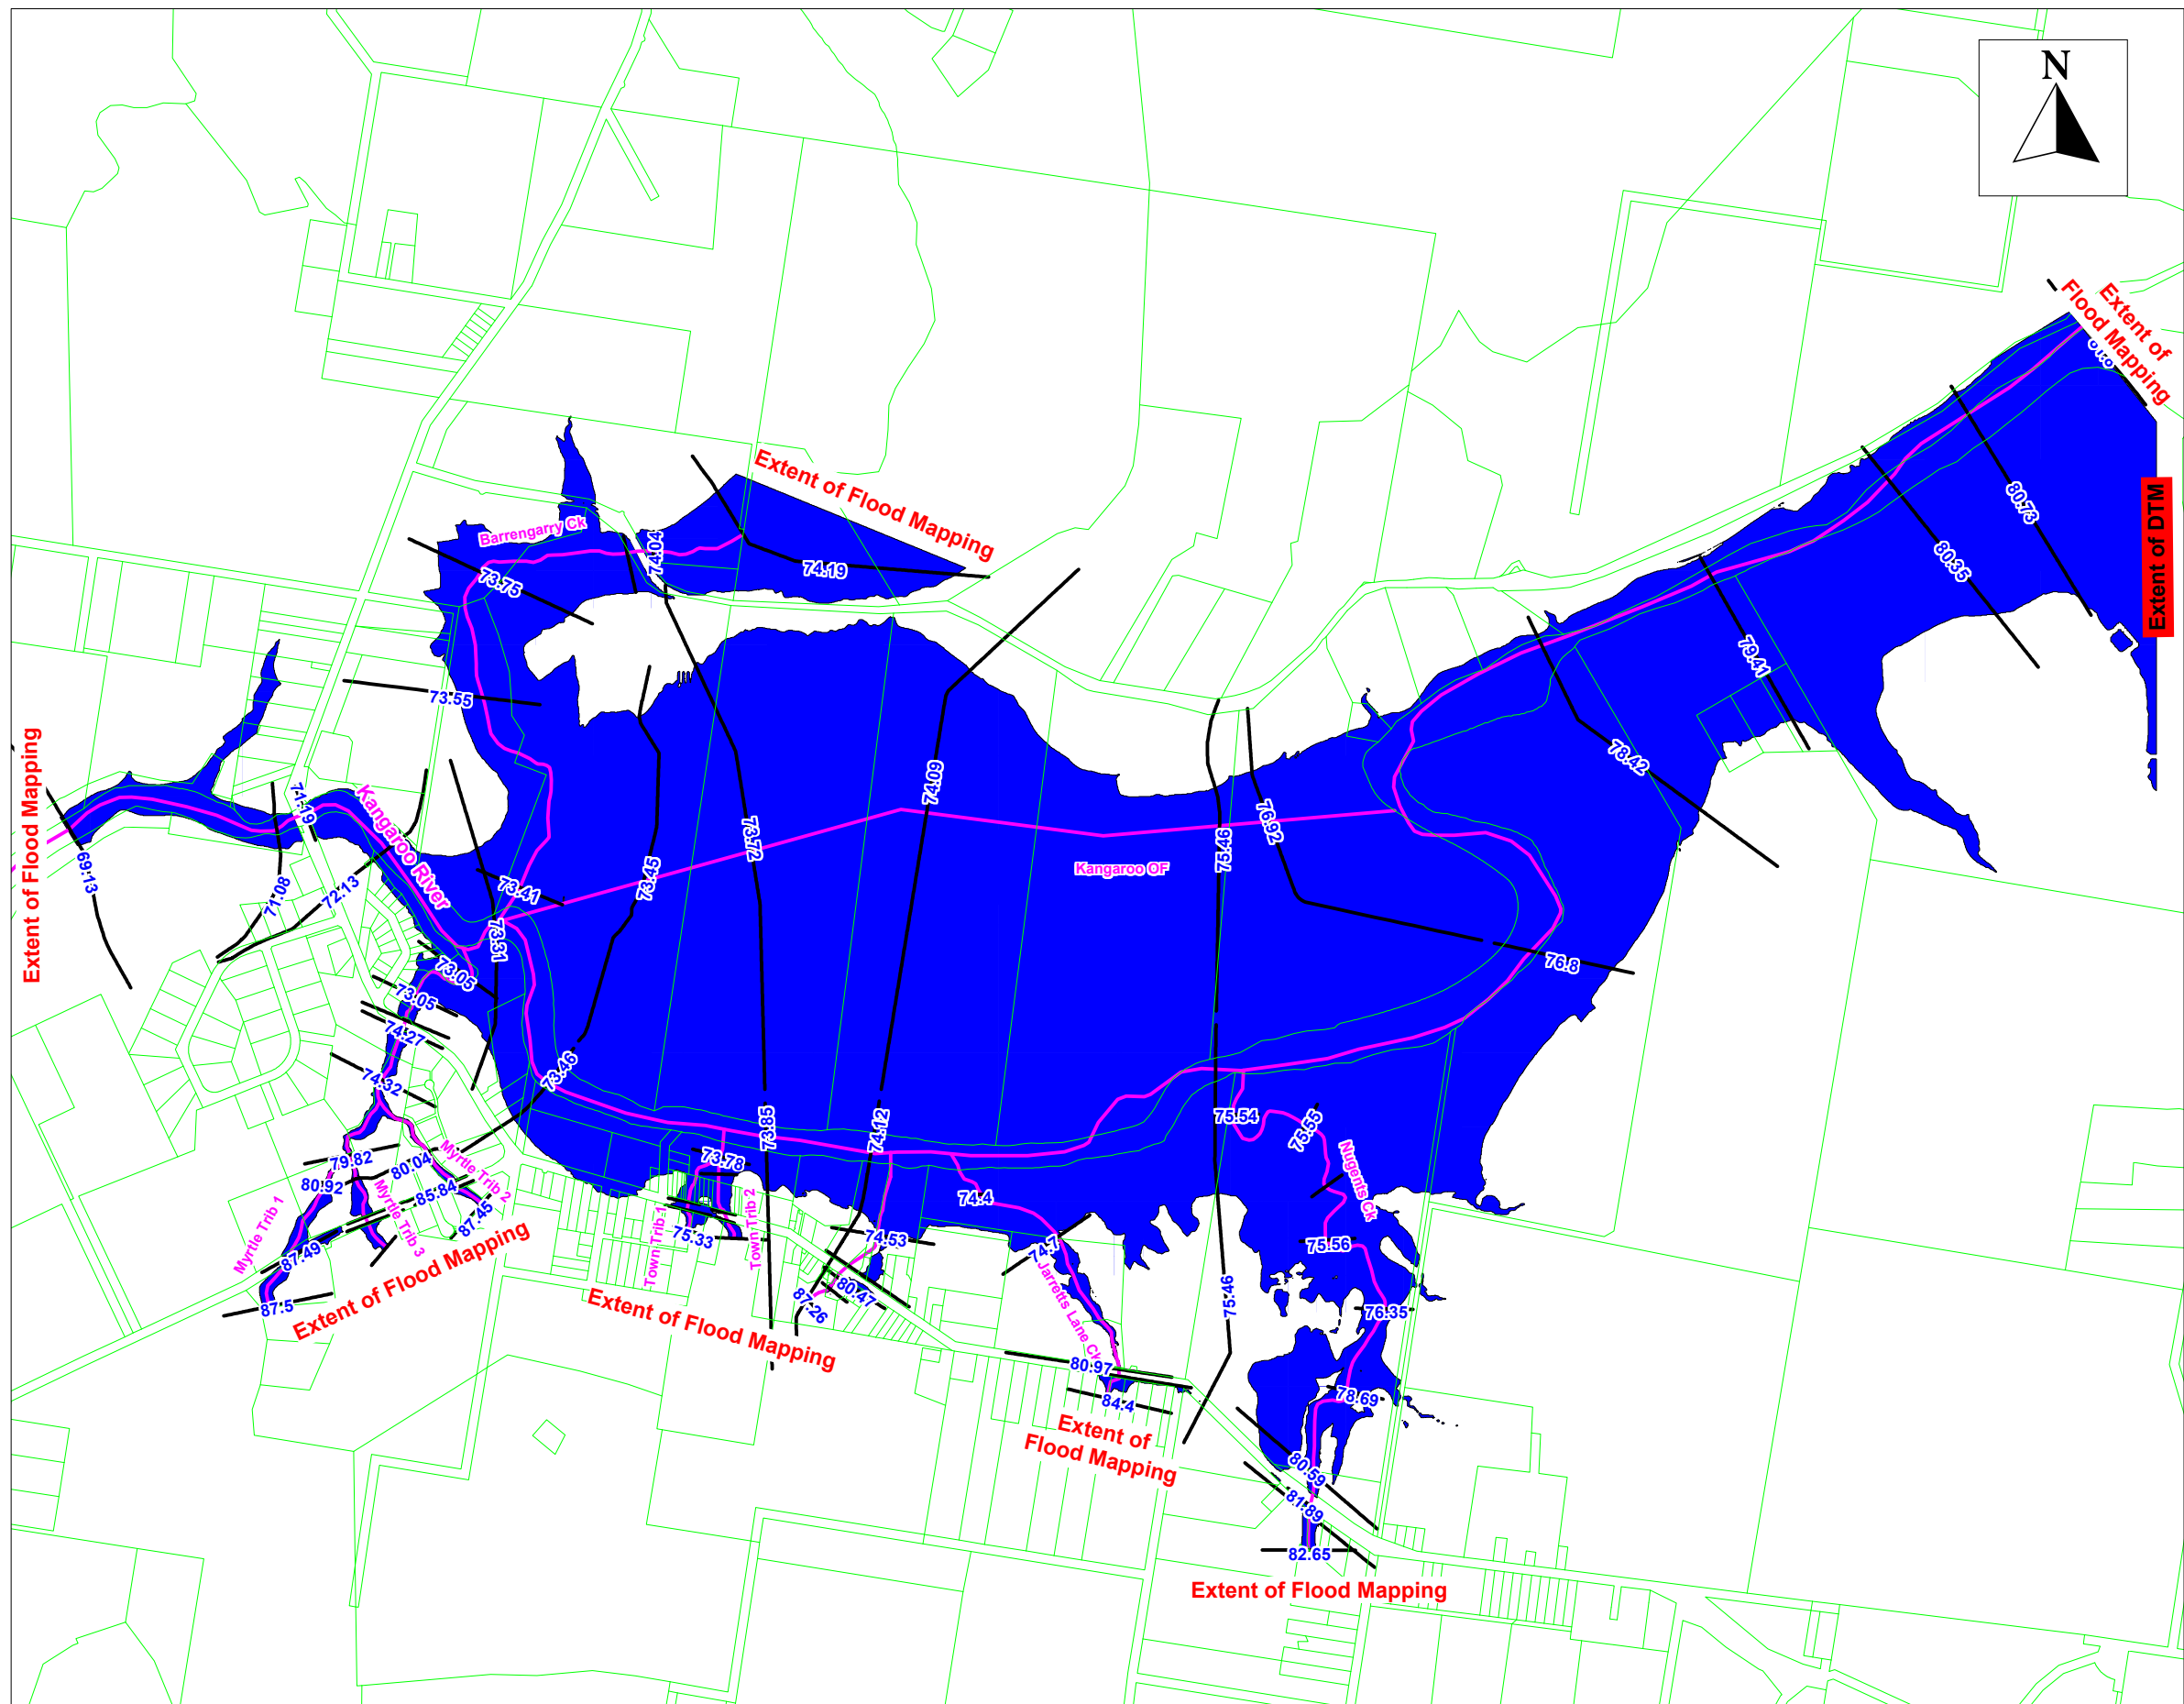 N
Extent of
Flood Mapping
Extent of Flood Mapping
80.73
Extent of DTM
Barrengarry Ck
74.04
80.35
74.19
73.75
79.41
73.55
Extent of Flood Mapping
78.42
74.09
71.19
Kangaroo River
76.92
73.72
75.46
69.13
Kangaroo OF
73.45
73.41
71.08
72.13
73.31
76.8
73.05
73.05
74.27
73.46
74.32
75.54
73.85
74.12
75.55
79.82
80.04
Myrtle Trib 2
73.78
Nugents Ck
80.92
85.84
74.4
Myrtle Trib 1
Myrtle Trib 3
87.45
Town Trib 1
75.33
Town Trib 2
74.53
74.7
75.56
87.49
Extent of Flood Mapping
80.47
87.26
Jarretts Lane Ck
75.46
87.5
76.35
Extent of Flood Mapping
80.97
84.4
78.69
Extent of
Flood Mapping
80.59
81.89
82.65
Extent of Flood Mapping